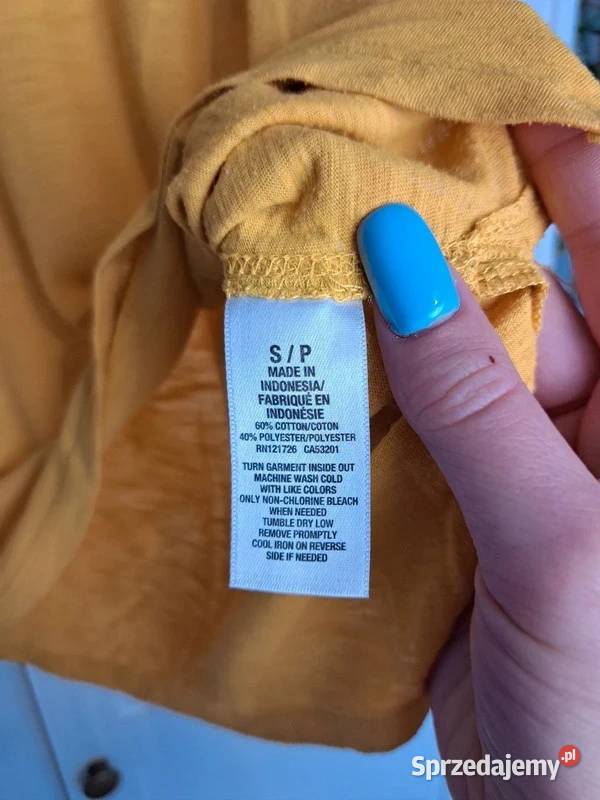 S / P
MADE IN
INDONESIA/
FABRIQUÉ EN
INDONÉSIE
60% COTTON/COTON
40% POLYESTER/POLYESTER
RN121726 CA53201
TURN GARMENT INSIDE OUT
MACHINE WASH COLD
WITH LIKE COLORS
ONLY NON-CHLORINE BLEACH
WHEN NEEDED
TUMBLE DRY LOW
REMOVE PROMPTLY
COOL IRON ON REVERSE
SIDE IF NEEDED
Sprzedajemy.pl